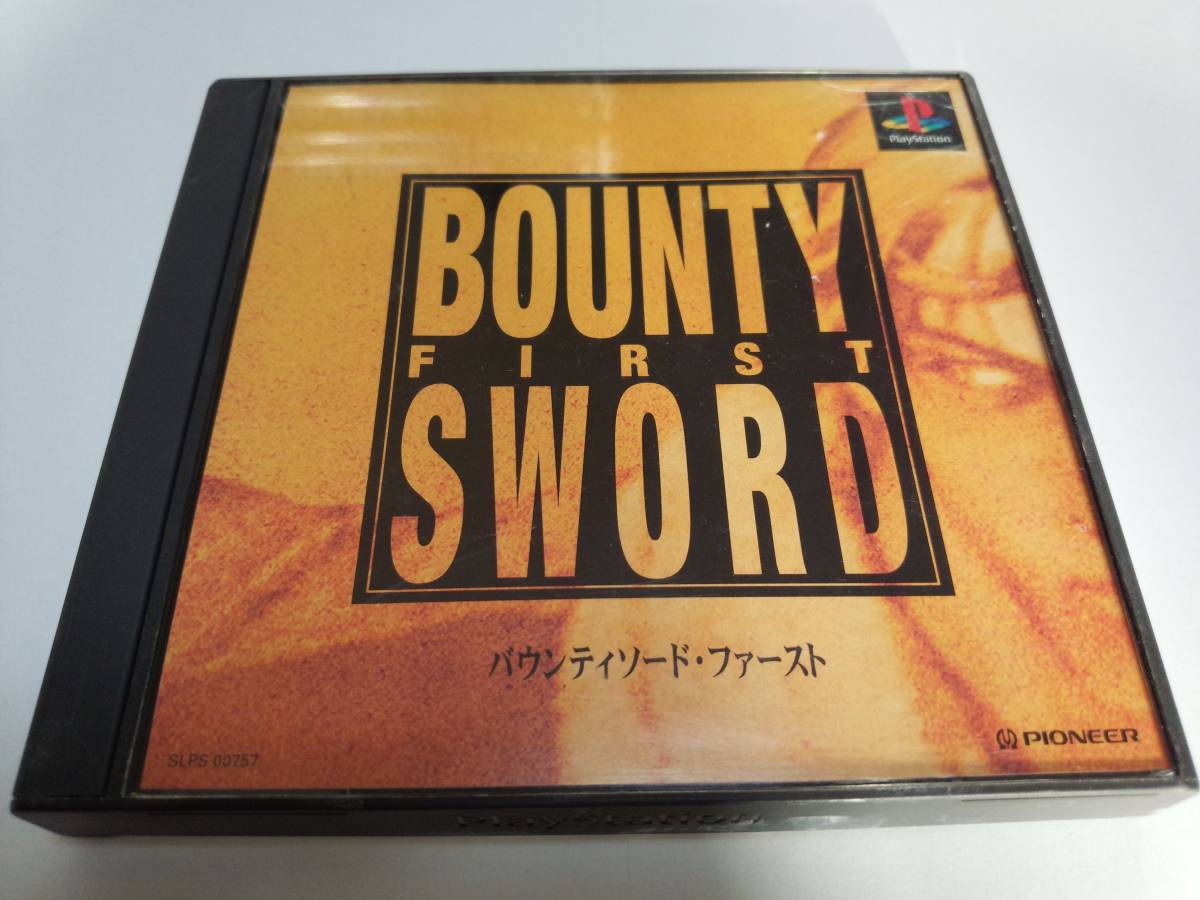 PlayStation
BOUNTY
FIRST
SWORD
バウンティソード・ファースト
SLPS 00757
PIONEER
PlayStation